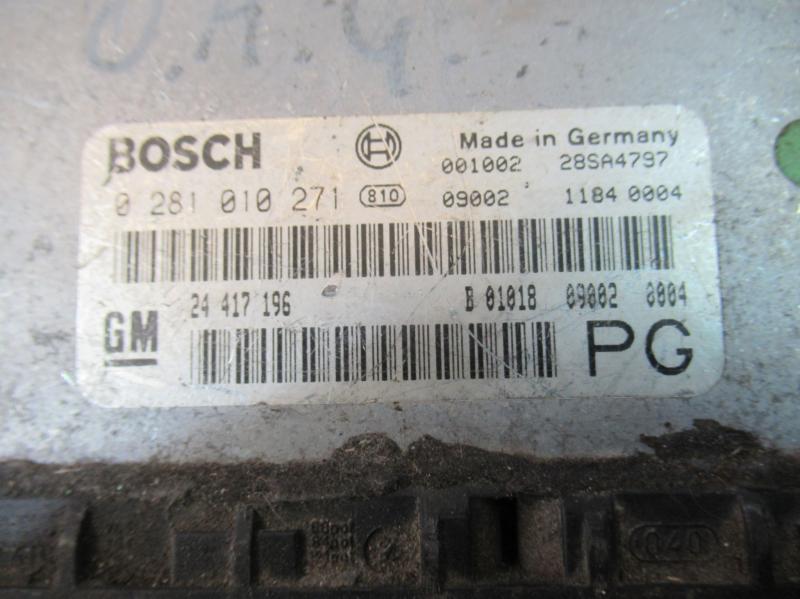 BOSCH Made in Germany
001002 28SA4797
0 281 010 271 810 09002 1184 0004
24 417 196 B 01018 09002 0004
GM PG
040